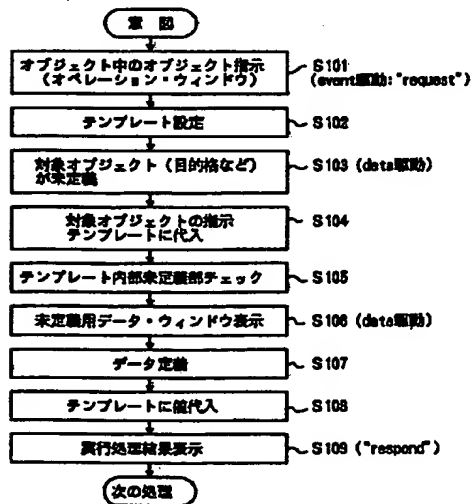 意 図
オブジェクト中のオブジェクト指示
(オペレーション・ウィンドウ)
S101
(event駆動:"request")
テンプレート設定
S102
対象オブジェクト(目的格など)
が未定義
S103 (data駆動)
対象オブジェクトの指示
テンプレートに代入
S104
テンプレート内部未定義部チェック
S105
未定義用データ・ウィンドウ表示
S106 (data駆動)
データ定義
S107
テンプレートに値代入
S108
実行処理結果表示
S109 ("respond")
次の処理